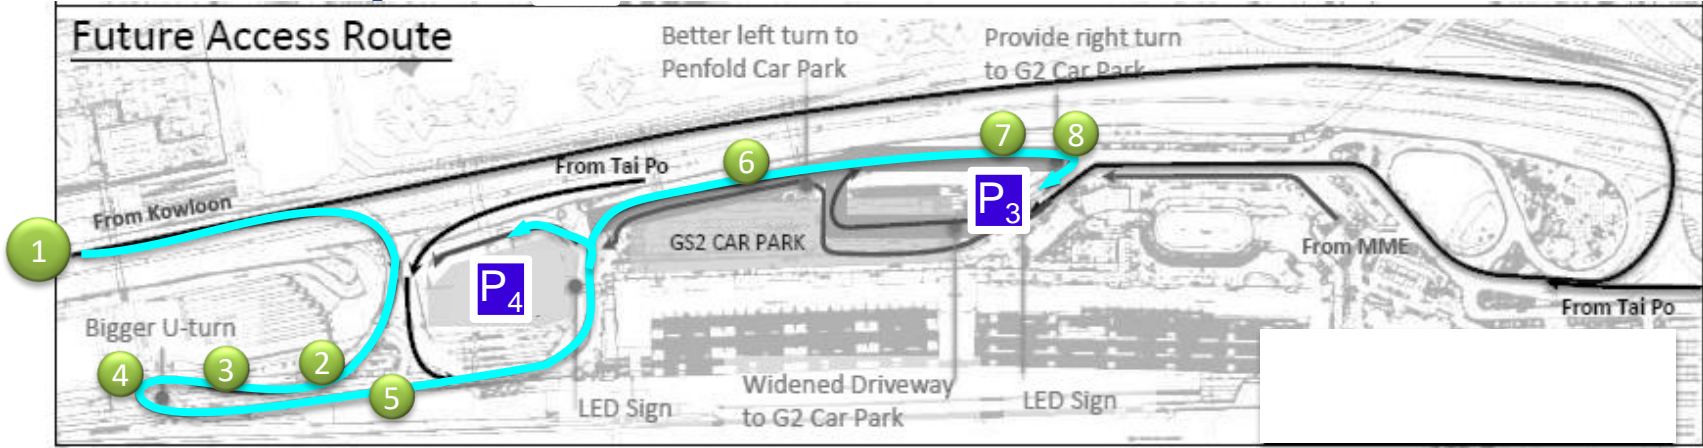 Future Access Route
Better left turn to
Penfold Car Park
Provide right turn
to G2 Car Park
7
8
6
From Tai Po
P3
From Kowloon
1
GS2 CAR PARK
From MME
P4
From Tai Po
Bigger U-turn
2
3
4
5
Widened Driveway
to G2 Car Park
LED Sign
LED Sign